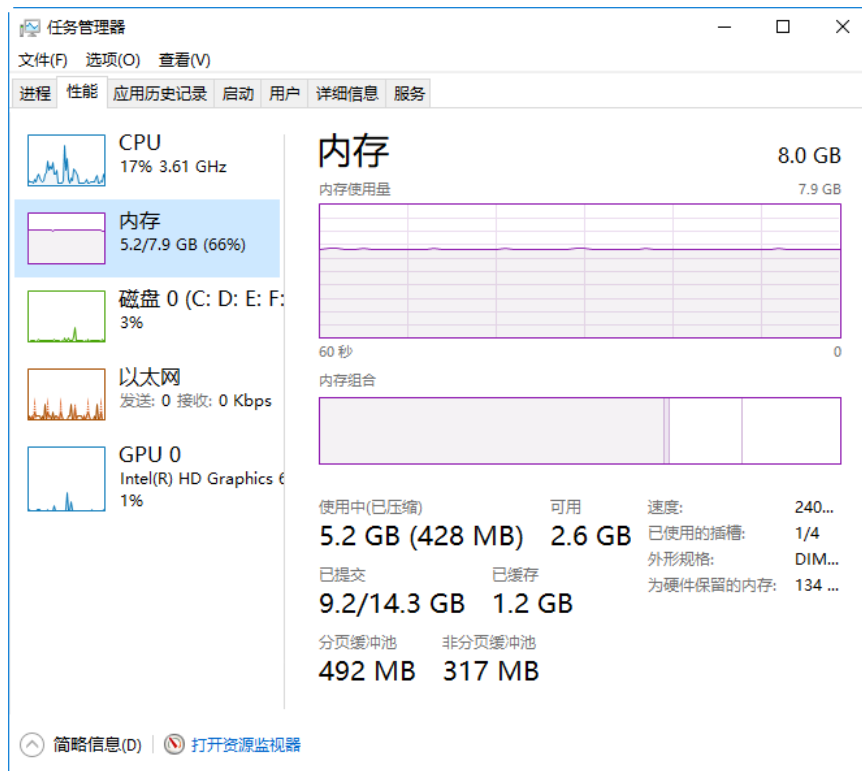 任务管理器
文件(F) 选项(O) 查看(V)
进程 性能 应用历史记录 启动 用户 详细信息 服务
CPU
17% 3.61 GHz
内存
5.2/7.9 GB (66%)
磁盘 0 (C: D: E: F:
3%
以太网
发送: 0 接收: 0 Kbps
GPU 0
Intel(R) HD Graphics 6
1%
内存 8.0 GB
内存使用量 7.9 GB
60 秒 0
内存组合
使用中(已压缩) 可用
5.2 GB (428 MB) 2.6 GB
已提交 已缓存
9.2/14.3 GB 1.2 GB
分页缓冲池 非分页缓冲池
492 MB 317 MB
速度: 240...
已使用的插槽: 1/4
外形规格: DIM...
为硬件保留的内存: 134 ...
简略信息(D) 打开资源监视器